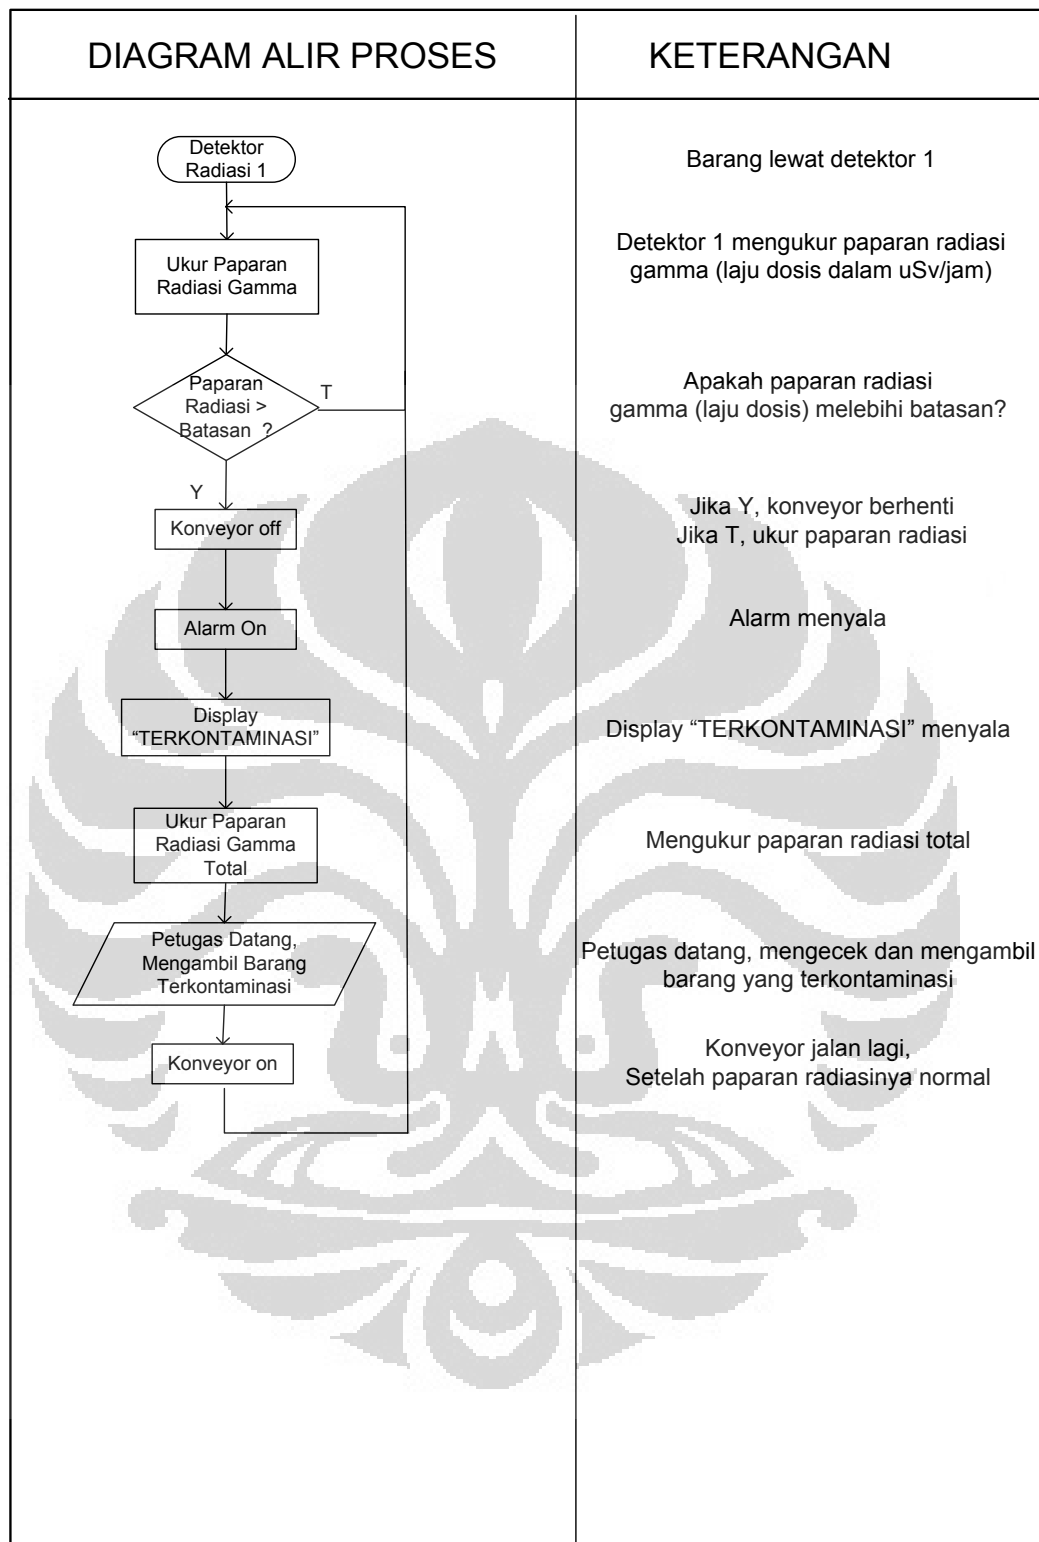 DIAGRAM ALIR PROSES
KETERANGAN
Detektor
Radiasi 1
Barang lewat detektor 1
Ukur Paparan
Radiasi Gamma
Detektor 1 mengukur paparan radiasi
gamma (laju dosis dalam uSv/jam)
Paparan
Radiasi >
Batasan ?
T
Apakah paparan radiasi
gamma (laju dosis) melebihi batasan?
Y
Konveyor off
Jika Y, konveyor berhenti
Jika T, ukur paparan radiasi
Alarm On
Alarm menyala
Display
“TERKONTAMINASI”
Display “TERKONTAMINASI” menyala
Ukur Paparan
Radiasi Gamma
Total
Mengukur paparan radiasi total
Petugas Datang,
Mengambil Barang
Terkontaminasi
Petugas datang, mengecek dan mengambil
barang yang terkontaminasi
Konveyor on
Konveyor jalan lagi,
Setelah paparan radiasinya normal